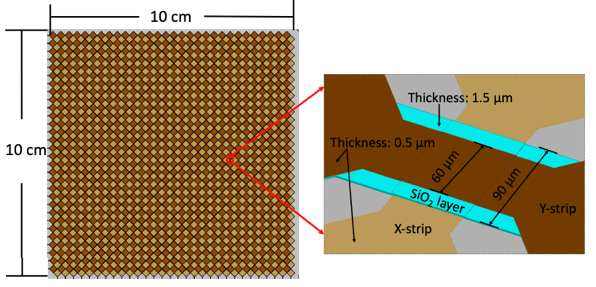 10 cm
10 cm
Thickness: 1.5 μm
Thickness: 0.5 μm
60 μm
90 μm
SiO₂ layer
Y-strip
X-strip